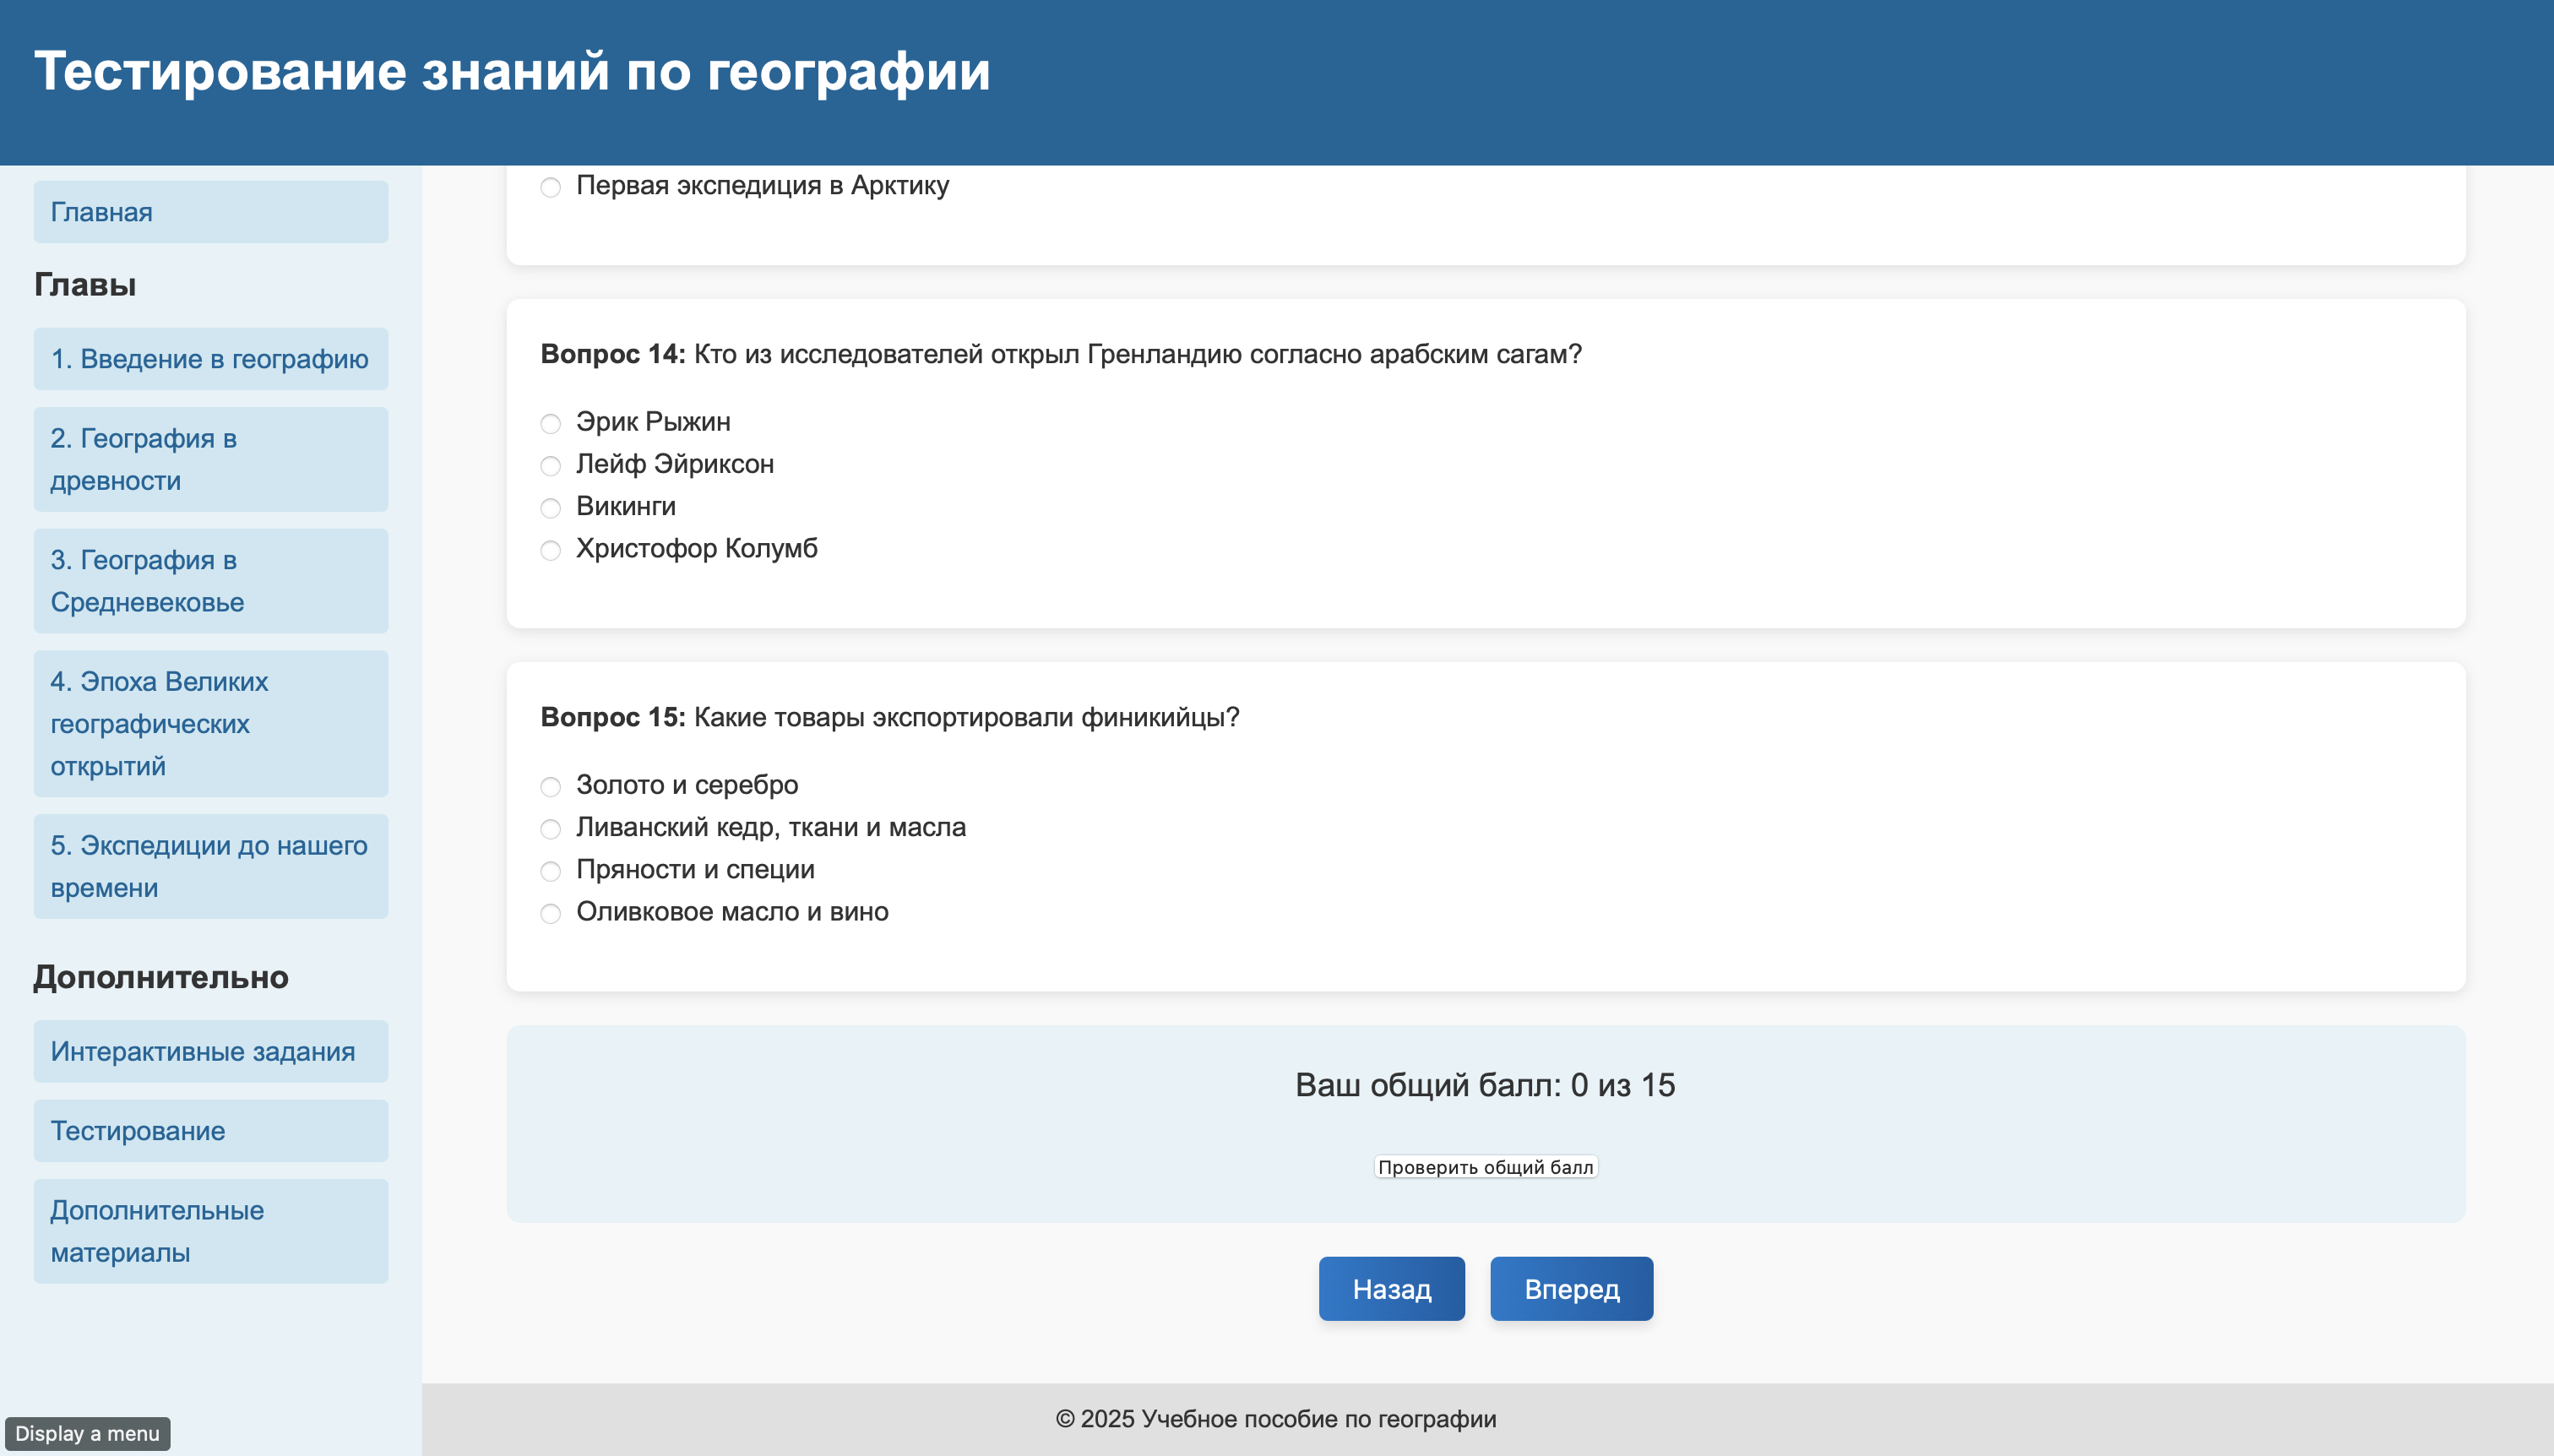 Тестирование знаний по географии
Главная
Главы
1. Введение в географию
2. География в
древности
3. География в
Средневековье
4. Эпоха Великих
географических
открытий
5. Экспедиции до нашего
времени
Дополнительно
Интерактивные задания
Тестирование
Дополнительные
материалы
Первая экспедиция в Арктику
Вопрос 14: Кто из исследователей открыл Гренландию согласно арабским сагам?
Эрик Рыжин
Лейф Эйриксон
Викинги
Христофор Колумб
Вопрос 15: Какие товары экспортировали финикийцы?
Золото и серебро
Ливанский кедр, ткани и масла
Пряности и специи
Оливковое масло и вино
Ваш общий балл: 0 из 15
Проверить общий балл
Назад
Вперед
© 2025 Учебное пособие по географии
Display a menu